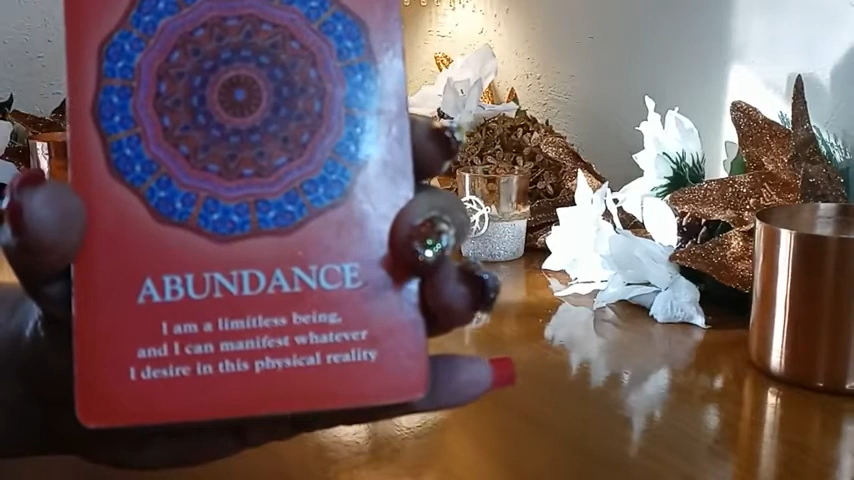 ABUNDANCE
I am a limitless being,
and I can manifest whatever
I desire in this physical reality